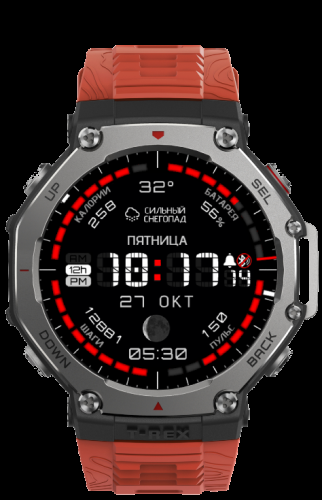 UP
SEL
32°
КАЛОРИИ
258
БАТАРЕЯ
56%
СИЛЬНЫЙ
СНЕГОПАД
ПЯТНИЦА
AM
12h
PM
10:17
27 ОКТ
ШАГИ
12881
ПУЛЬС
150
05:30
DOWN
BACK
T-REX